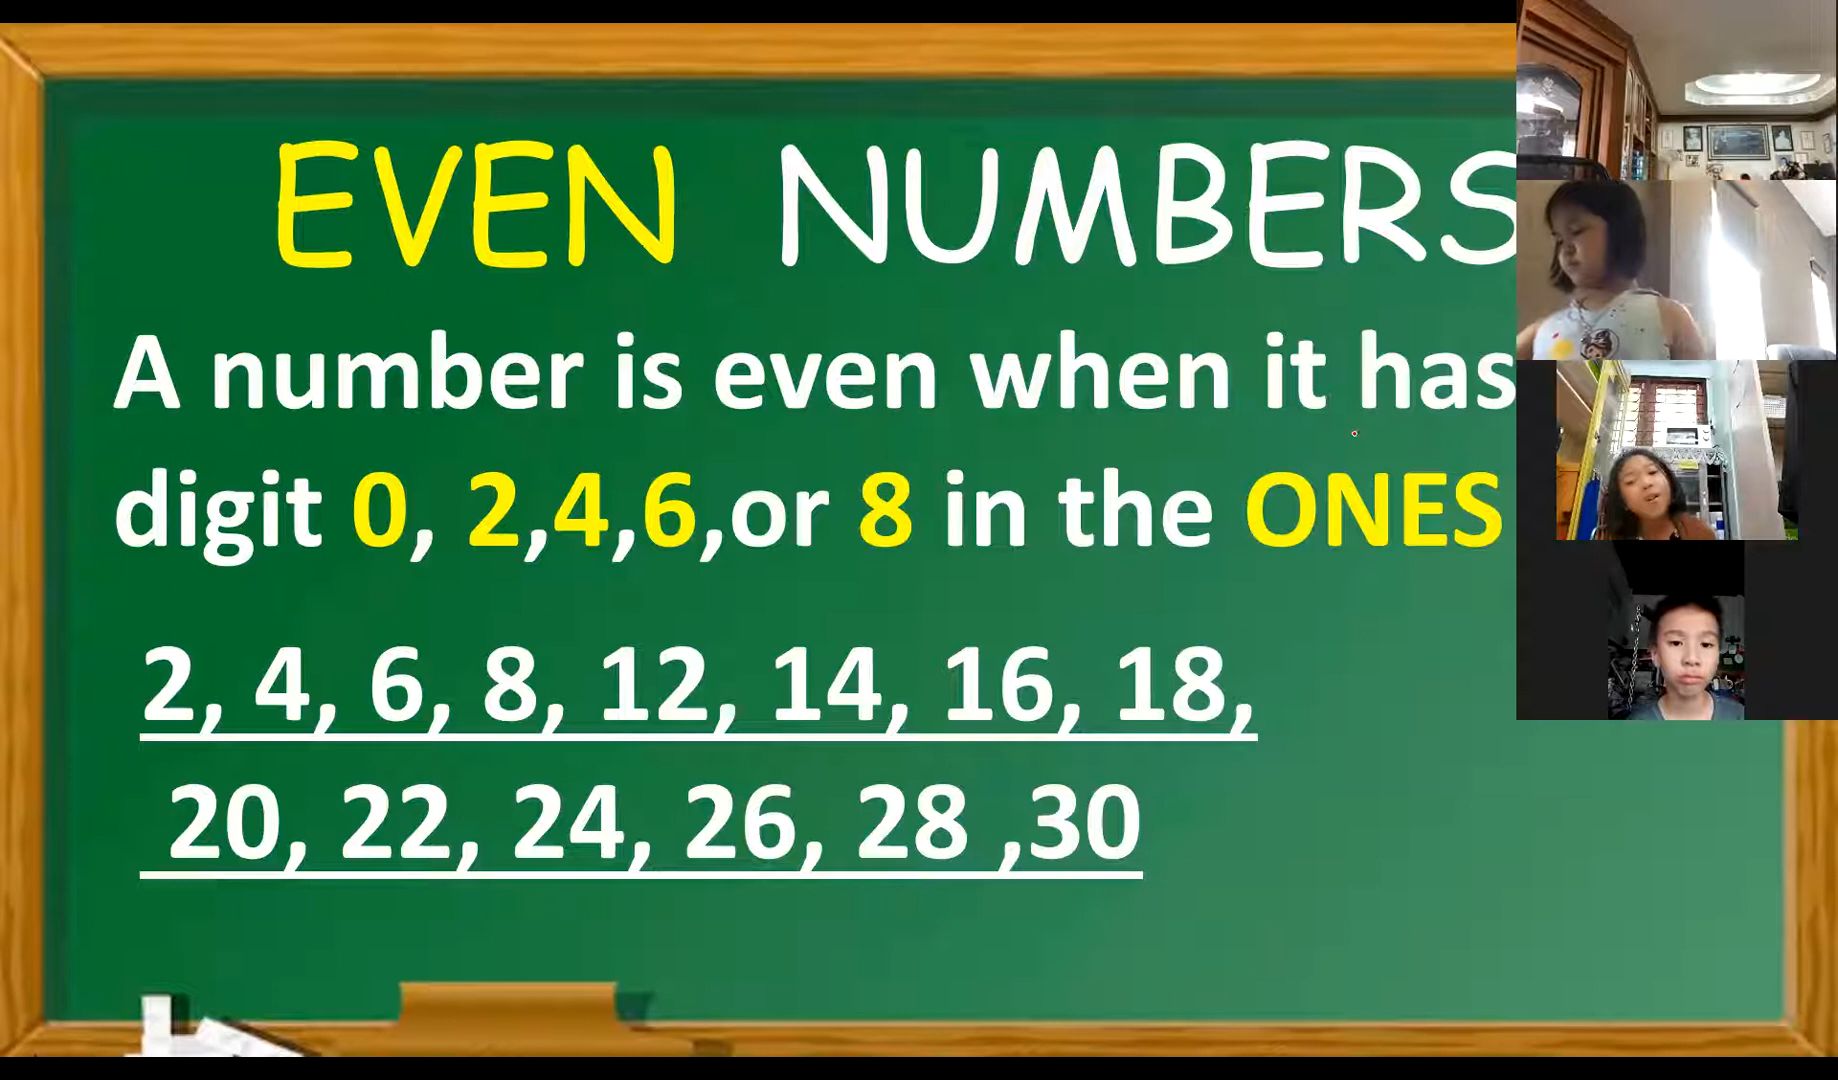 EVEN NUMBERS
A number is even when it has
digit 0, 2,4,6,or 8 in the ONES
2, 4, 6, 8, 12, 14, 16, 18,
20, 22, 24, 26, 28 ,30